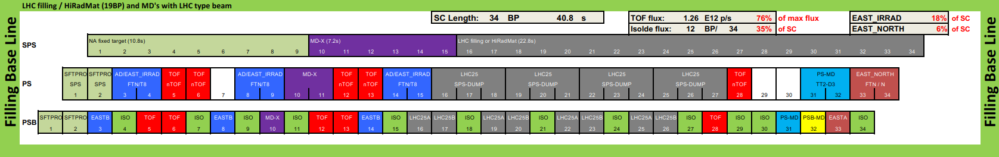 LHC filling / HiRadMat (19BP) and MD's with LHC type beam
Filling Base Line
SC Length: 34 BP 40.8 s
TOF flux: 1.26 E12 p/s 76% of max flux
Isolde flux: 12 BP/ 34 35% of SC
EAST_IRRAD 18% of SC
EAST_NORTH 6% of SC
SPS
NA fixed target (10.8s) MD-X (7.2s) LHC filling or HiRadMat (22.8s)
1 2 3 4 5 6 7 8 9 10 11 12 13 14 15 16 17 18 19 20 21 22 23 24 25 26 27 28 29 30 31 32 33 34
PS
SFTPRO SFTPRO AD/EAST_IRRAD TOF TOF AD/EAST_IRRAD MD-X TOF TOF AD/EAST_IRRAD LHC25 LHC25 LHC25 LHC25 TOF PS-MD EAST_NORTH
SPS SPS FTN/T8 nTOF nTOF FTN/T8 nTOF nTOF FTN/T8 SPS-DUMP SPS-DUMP SPS-DUMP SPS-DUMP nTOF TT2-D3 FTN / N
1 2 3 4 5 6 7 8 9 10 11 12 13 14 15 16 17 18 19 20 21 22 23 24 25 26 27 28 29 30 31 32 33 34
PSB
SFTPRO SFTPRO EASTB ISO TOF TOF ISO EASTB ISO MD-X ISO TOF TOF EASTB ISO LHC25A LHC25B ISO LHC25A LHC25B ISO LHC25A LHC25B ISO LHC25A LHC25B ISO TOF ISO ISO PS-MD PSB-MD EASTA ISO
1 2 3 4 5 6 7 8 9 10 11 12 13 14 15 16 17 18 19 20 21 22 23 24 25 26 27 28 29 30 31 32 33 34
Filling Base Line